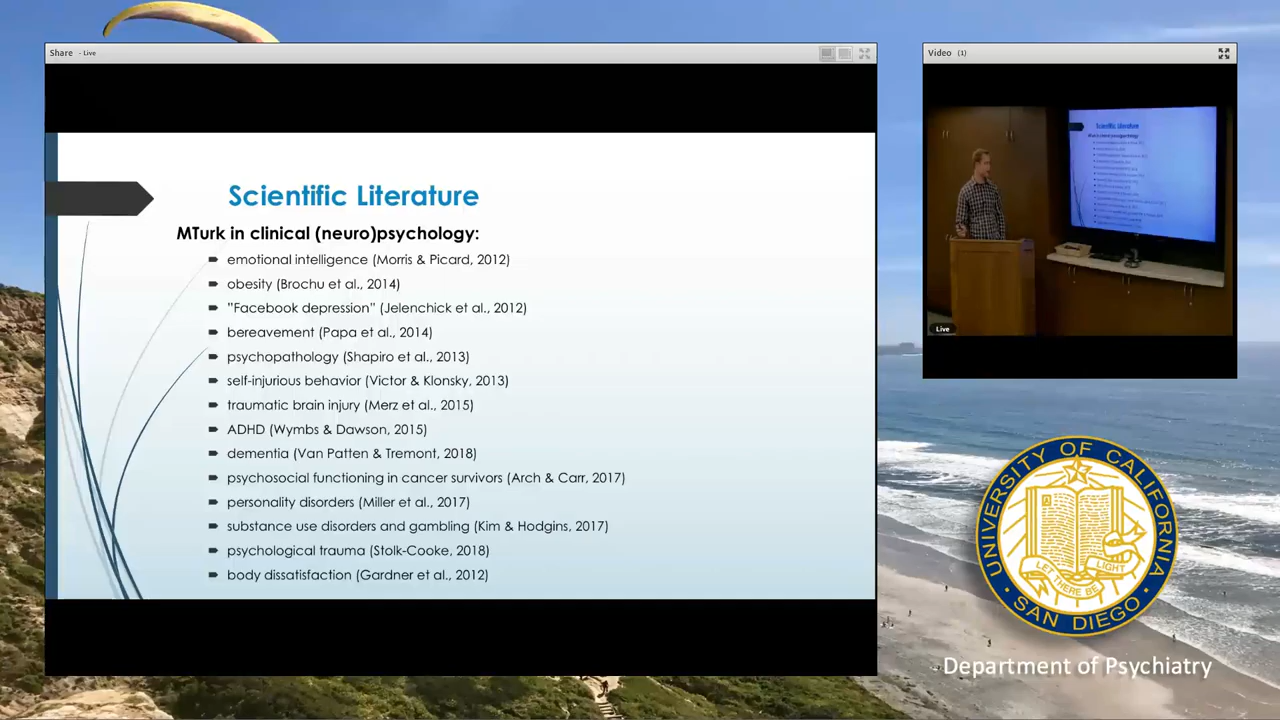 Share - Live
Video (1)
Scientific Literature
MTurk in clinical (neuro)psychology:
emotional intelligence (Morris & Picard, 2012)
obesity (Brochu et al., 2014)
"Facebook depression" (Jelenchick et al., 2012)
bereavement (Papa et al., 2014)
psychopathology (Shapiro et al., 2013)
self-injurious behavior (Victor & Klonsky, 2013)
traumatic brain injury (Merz et al., 2015)
ADHD (Wymbs & Dawson, 2015)
dementia (Van Patten & Tremont, 2018)
psychosocial functioning in cancer survivors (Arch & Carr, 2017)
personality disorders (Miller et al., 2017)
substance use disorders and gambling (Kim & Hodgins, 2017)
psychological trauma (Sipik-Cooke, 2018)
body dissatisfaction (Gardner et al., 2012)
Scientific Literature
Live
UNIVERSITY OF CALIFORNIA
LET THERE BE LIGHT
SAN DIEGO
Department of Psychiatry